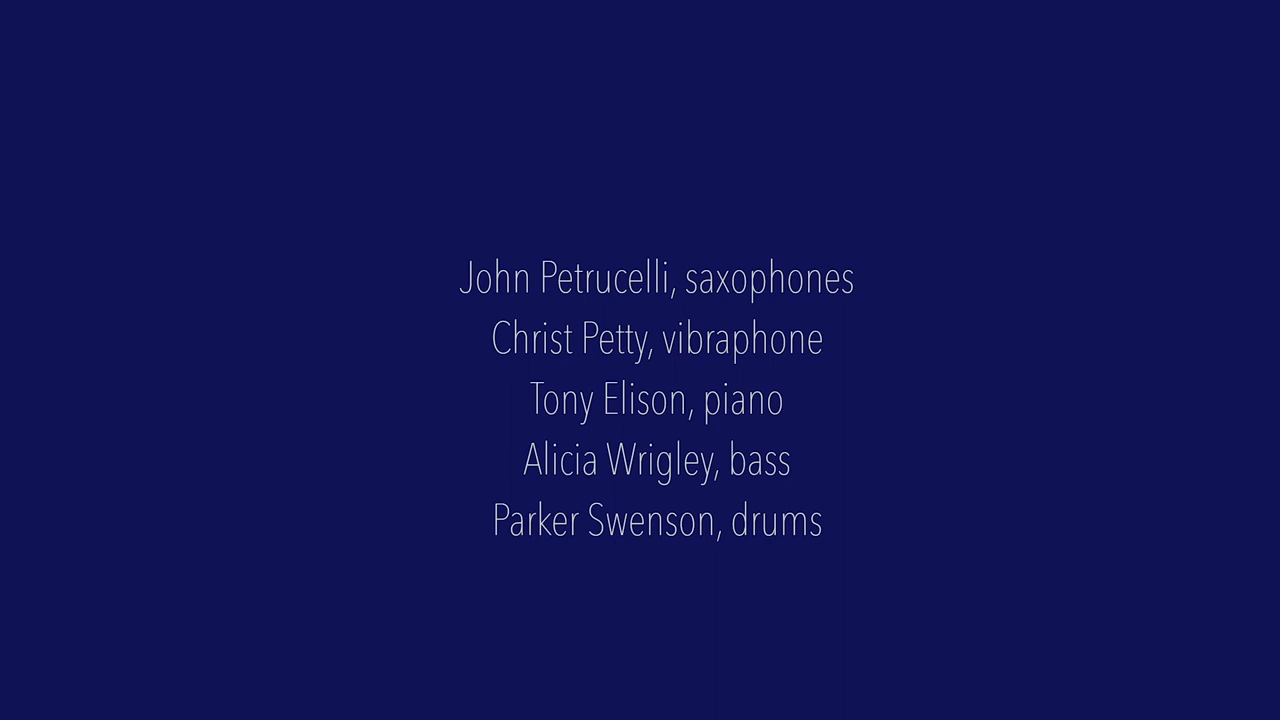 John Petrucelli, saxophones
Christ Petty, vibraphone
Tony Elison, piano
Alicia Wrigley, bass
Parker Swenson, drums